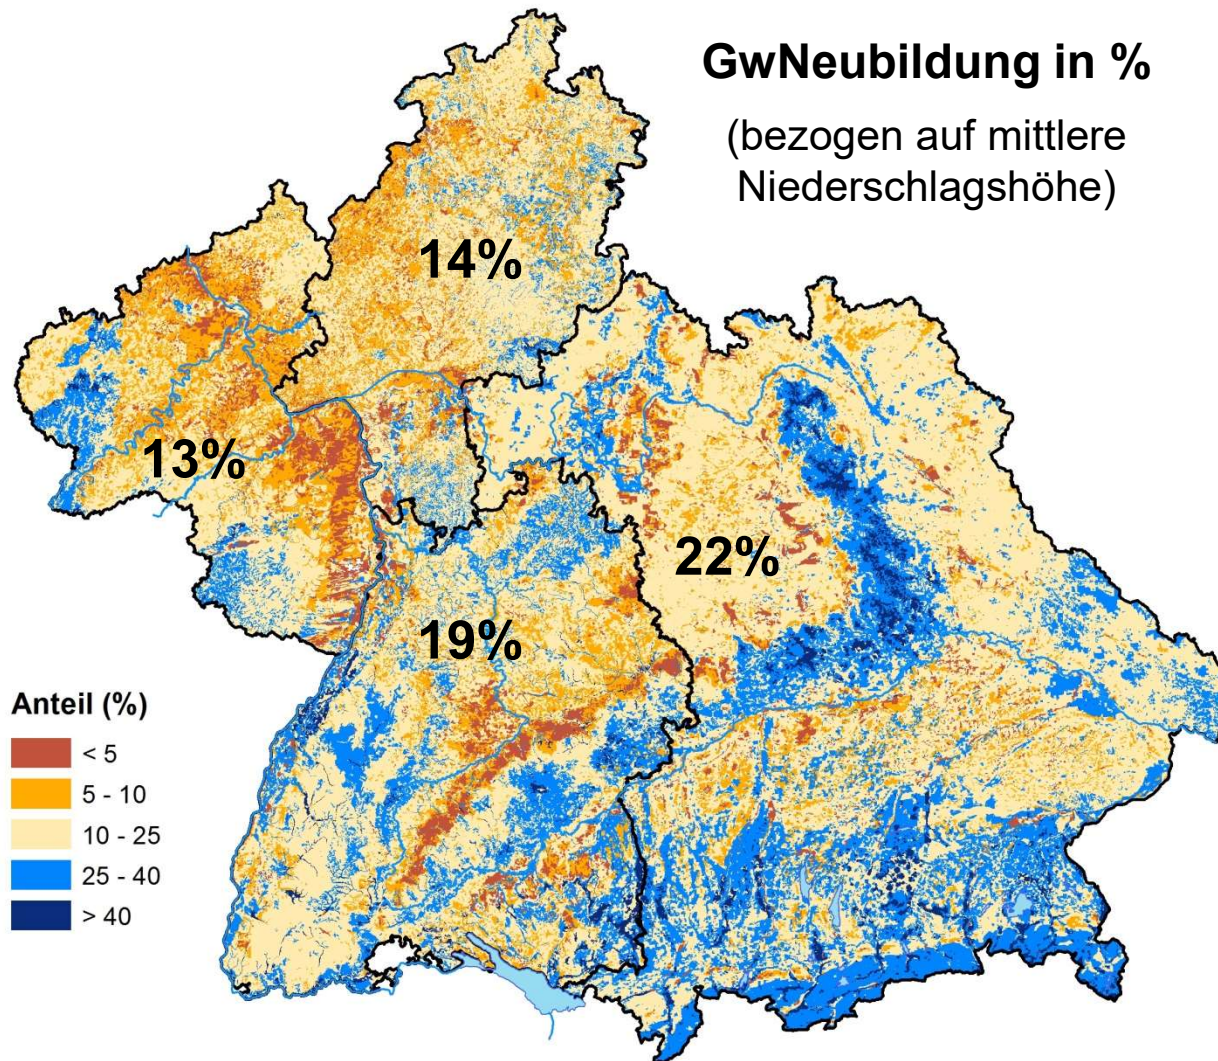 GwNeubildung in %
(bezogen auf mittlere
Niederschlagshöhe)
14%
13%
22%
19%
Anteil (%)
< 5
5 - 10
10 - 25
25 - 40
> 40